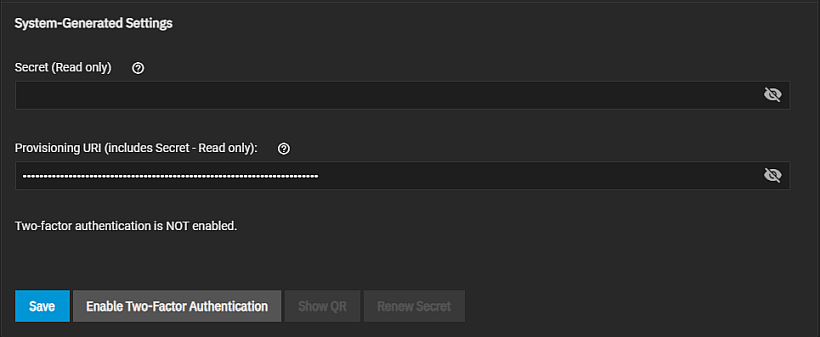 System-Generated Settings
Secret (Read only)
Provisioning URI (includes Secret - Read only):
Two-factor authentication is NOT enabled.
Save Enable Two-Factor Authentication Show QR Renew Secret